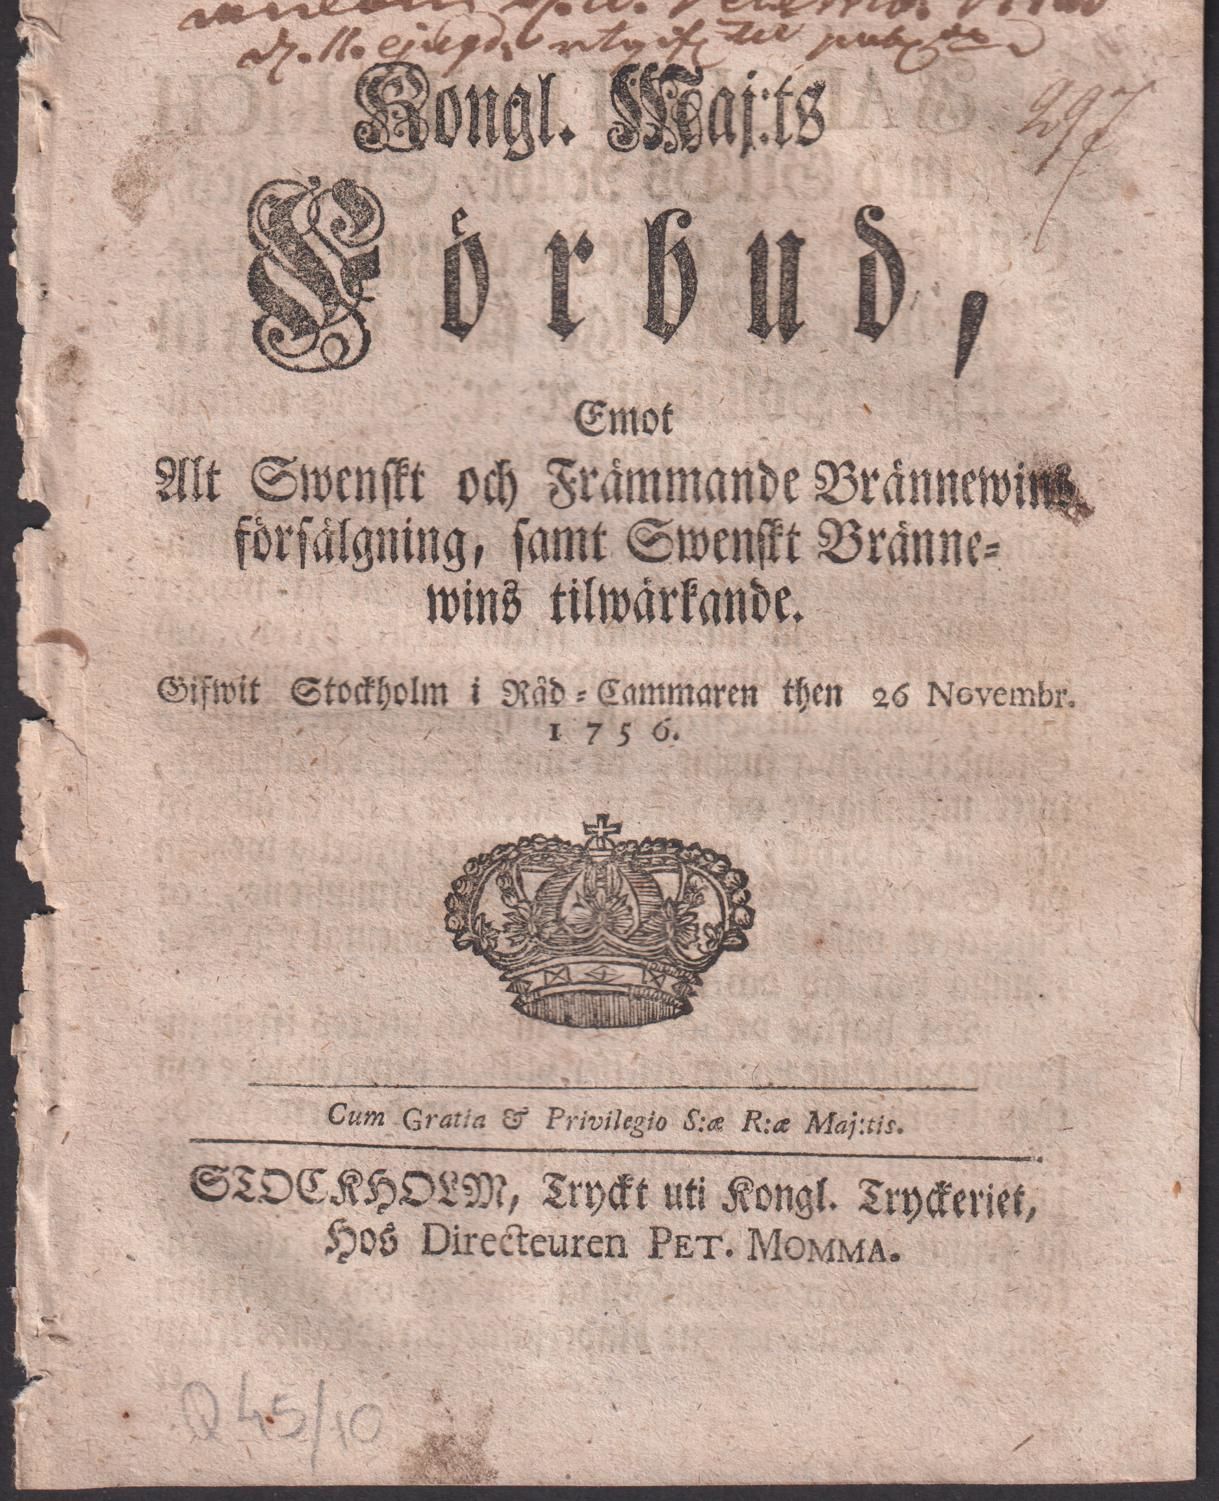 Kongl. Maj:ts
Förbud,
Emot
Alt Swenskt och Främmande Brännewins
försälgning, samt Swenskt Bränne-
wins tilwärkande.
Gifwit Stockholm i Råd-Cammaren then 26 Novembr.
1756.
Cum Gratia & Privilegio S:æ R:æ Maj:tis.
STOCKHOLM, Tryckt uti Kongl. Tryckeriet,
Hos Directeuren PET. MOMMA.
Q 45/10